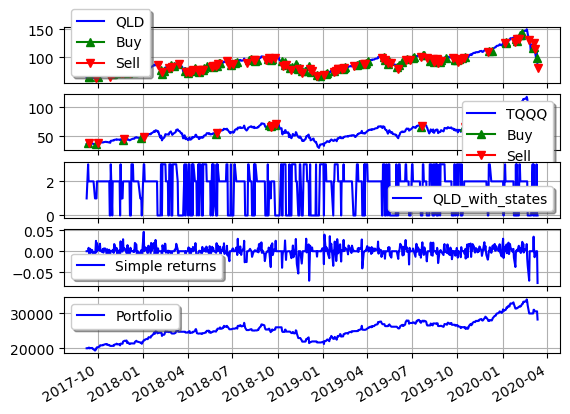 150
100
QLD
Buy
Sell
100
50
TQQQ
Buy
Sell
2
0
QLD_with_states
0.05
0.00
−0.05
Simple returns
30000
20000
Portfolio
2017-10
2018-01
2018-04
2018-07
2018-10
2019-01
2019-04
2019-07
2019-10
2020-01
2020-04